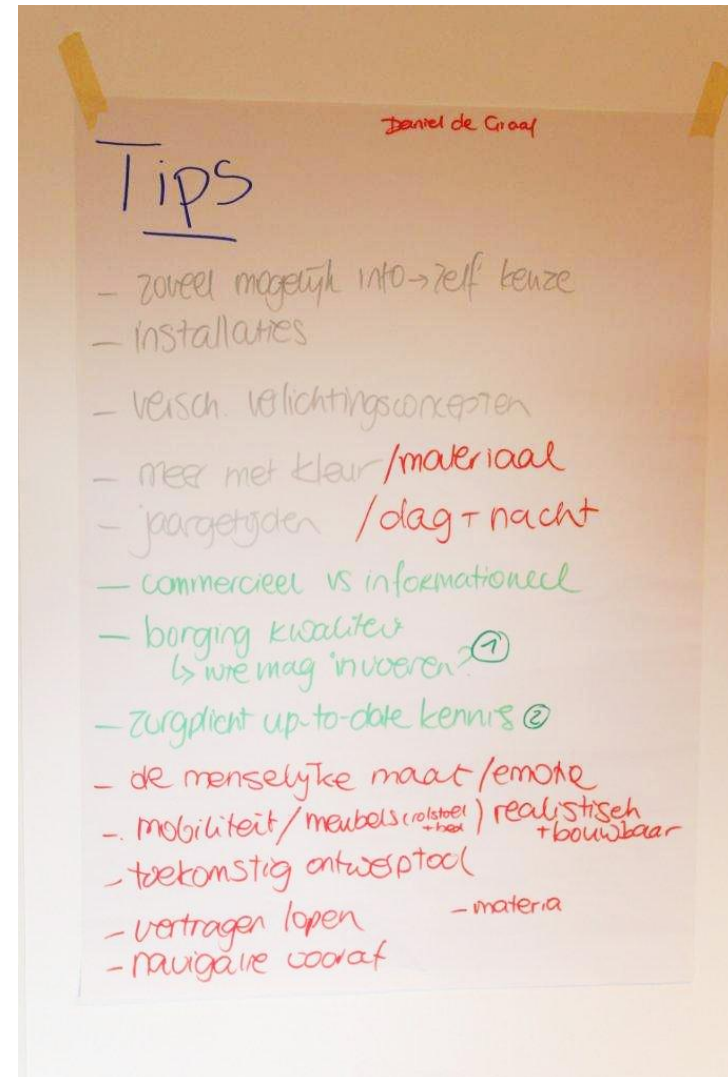 Daniel de Graaf
Tips
- zoveel mogelijk info → zelf keuze
- installaties
- versch. verlichtingsconcepten
- meer met kleur /materiaal
- jaargetijden /dag + nacht
- commercieel vs informationeel
- borging kwaliteit
↳ wie mag invoeren? ①
- zorgplicht up-to-date kennis ②
- de menselijke maat/emotie
- mobiliteit/meubels (rolstoel + bed) realistisch + bouwbaar
- toekomstig ontwerptool
- vertragen lopen - materia
- navigatie vooraf